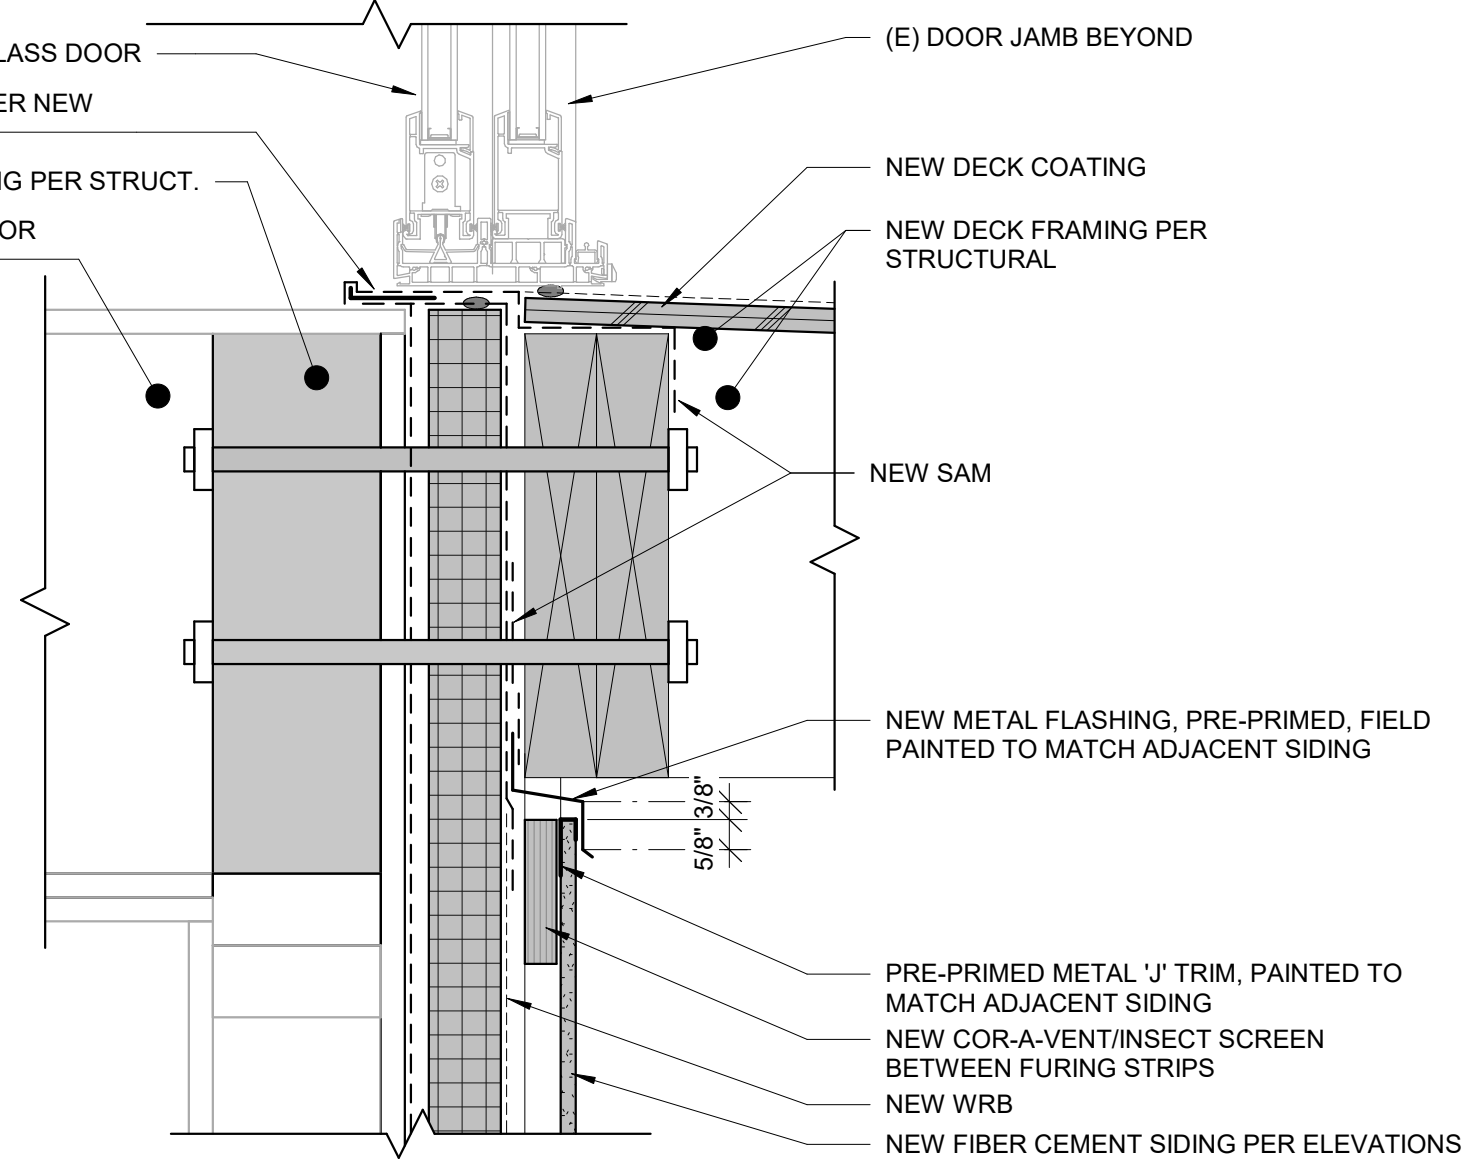 LASS DOOR
ER NEW
NG PER STRUCT.
OR
(E) DOOR JAMB BEYOND
NEW DECK COATING
NEW DECK FRAMING PER
STRUCTURAL
NEW SAM
NEW METAL FLASHING, PRE-PRIMED, FIELD
PAINTED TO MATCH ADJACENT SIDING
3/8"
5/8"
PRE-PRIMED METAL 'J' TRIM, PAINTED TO
MATCH ADJACENT SIDING
NEW COR-A-VENT/INSECT SCREEN
BETWEEN FURING STRIPS
NEW WRB
NEW FIBER CEMENT SIDING PER ELEVATIONS